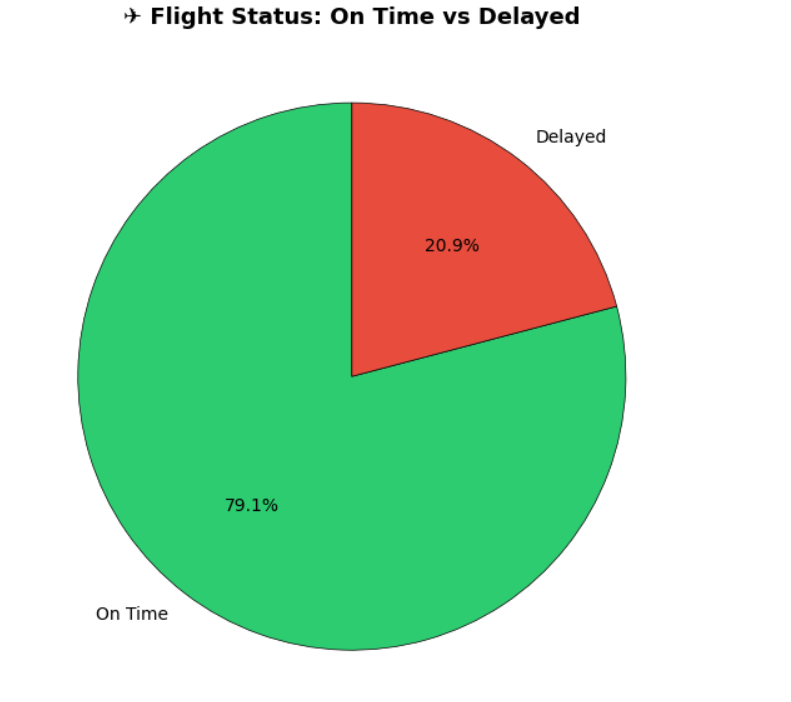 ✈ Flight Status: On Time vs Delayed
Delayed
20.9%
79.1%
On Time